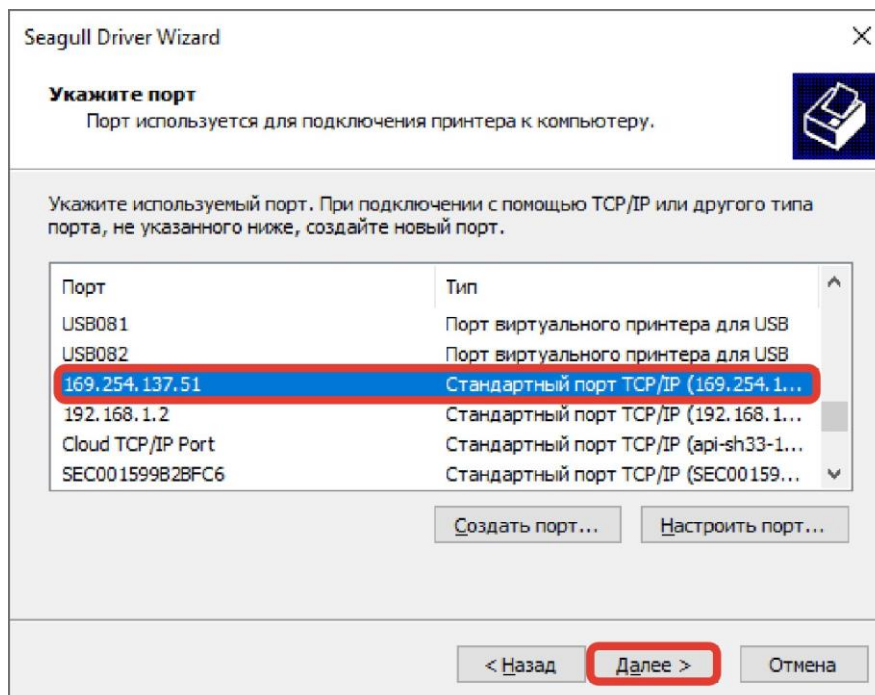 Seagull Driver Wizard
Укажите порт
Порт используется для подключения принтера к компьютеру.
Укажите используемый порт. При подключении с помощью TCP/IP или другого типа
порта, не указанного ниже, создайте новый порт.
Порт Тип
USB081 Порт виртуального принтера для USB
USB082 Порт виртуального принтера для USB
169.254.137.51 Стандартный порт TCP/IP (169.254.1...
192.168.1.2 Стандартный порт TCP/IP (192.168.1...
Cloud TCP/IP Port Стандартный порт TCP/IP (api-sh33-1...
SEC001599B2BFC6 Стандартный порт TCP/IP (SEC00159...
Создать порт... Настроить порт...
< Назад Далее > Отмена